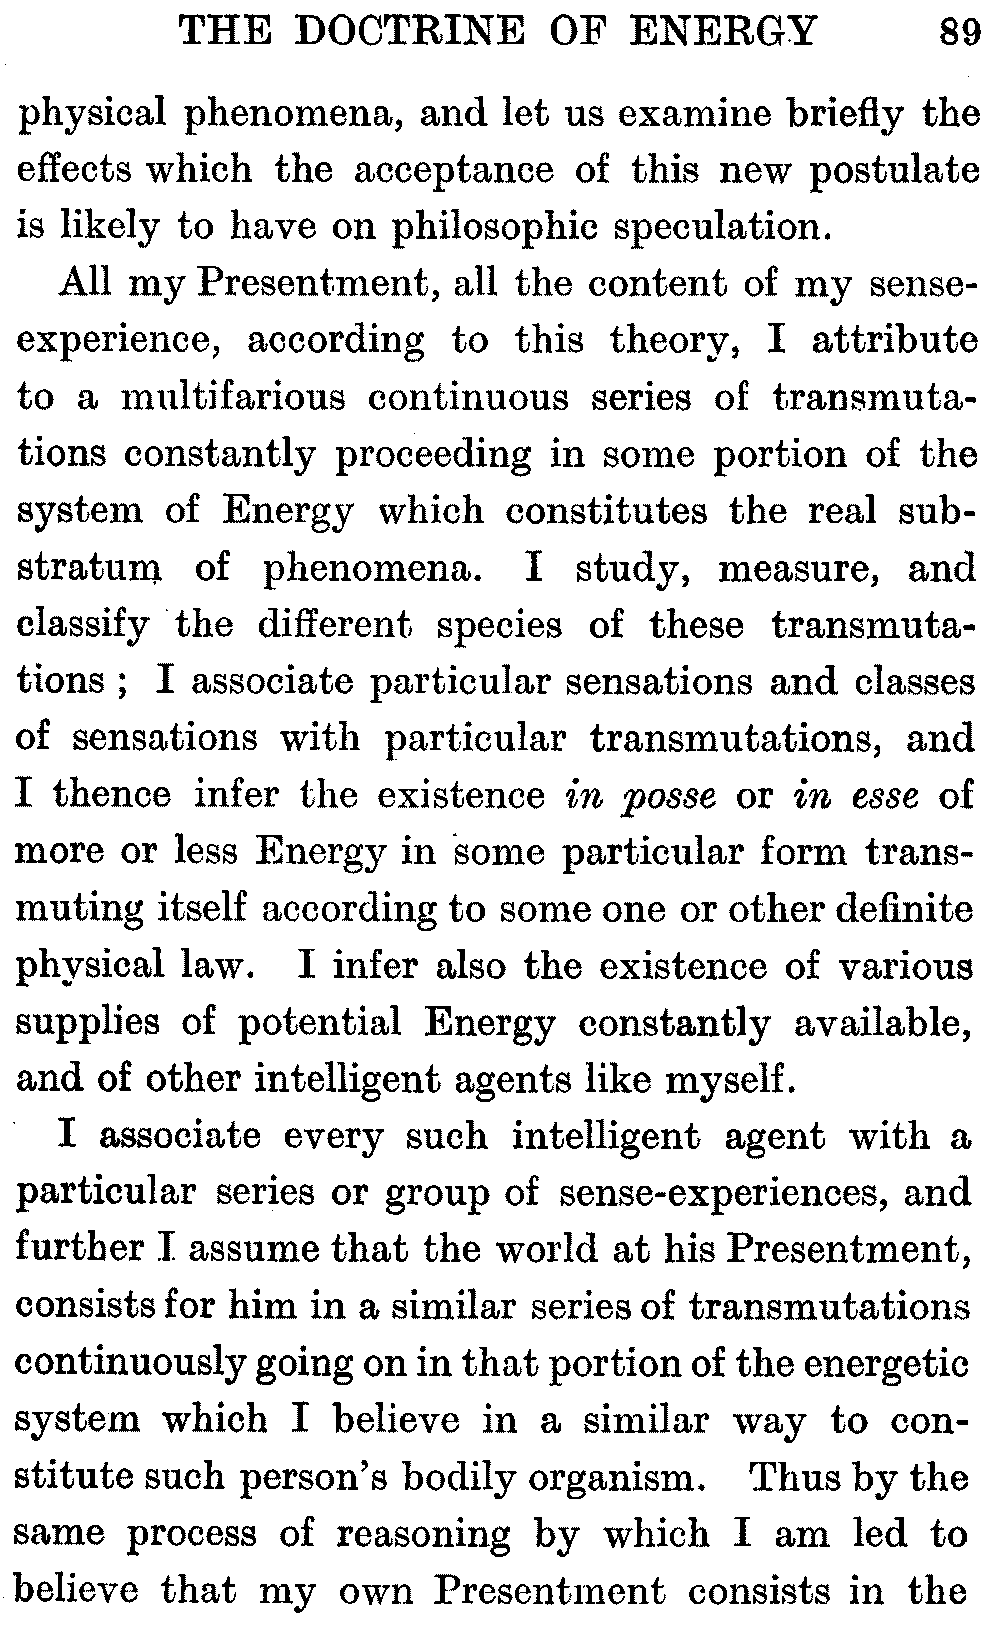 THE DOCTRINE OF ENERGY 89
physical phenomena, and let us examine briefly the
effects which the acceptance of this new postulate
is likely to have on philosophic speculation.
All my Presentment, all the content of my sense-
experience, according to this theory, I attribute
to a multifarious continuous series of transmuta-
tions constantly proceeding in some portion of the
system of Energy which constitutes the real sub-
stratum of phenomena. I study, measure, and
classify the different species of these transmuta-
tions ; I associate particular sensations and classes
of sensations with particular transmutations, and
I thence infer the existence in posse or in esse of
more or less Energy in some particular form trans-
muting itself according to some one or other definite
physical law. I infer also the existence of various
supplies of potential Energy constantly available,
and of other intelligent agents like myself.
I associate every such intelligent agent with a
particular series or group of sense-experiences, and
further I assume that the world at his Presentment,
consists for him in a similar series of transmutations
continuously going on in that portion of the energetic
system which I believe in a similar way to con-
stitute such person's bodily organism. Thus by the
same process of reasoning by which I am led to
believe that my own Presentment consists in the